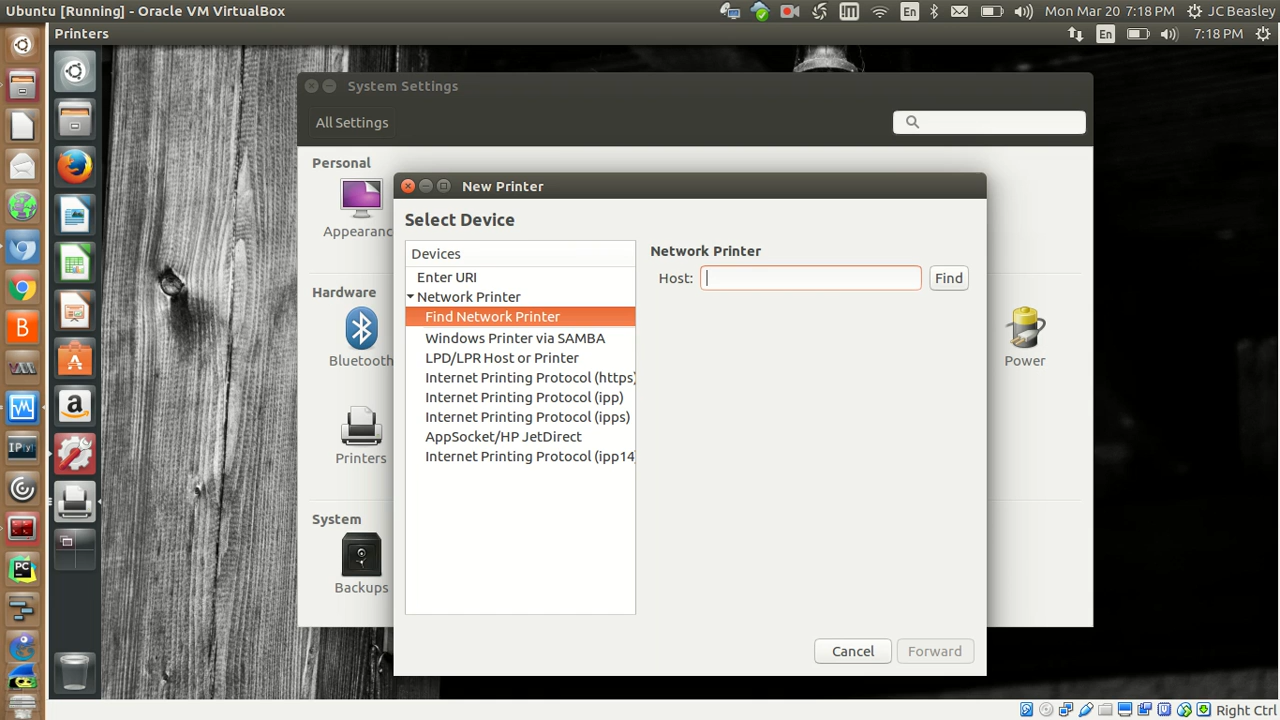 Ubuntu [Running] - Oracle VM VirtualBox
En
Mon Mar 20 7:18 PM
JC Beasley
Printers
En
7:18 PM
System Settings
All Settings
Personal
Appearanc
Hardware
Bluetooth
Power
Printers
System
Backups
New Printer
Select Device
Devices
Enter URI
Network Printer
Find Network Printer
Windows Printer via SAMBA
LPD/LPR Host or Printer
Internet Printing Protocol (https)
Internet Printing Protocol (ipp)
Internet Printing Protocol (ipps)
AppSocket/HP JetDirect
Internet Printing Protocol (ipp14
Network Printer
Host:
Find
Cancel
Forward
B
a
PC
Right Ctrl